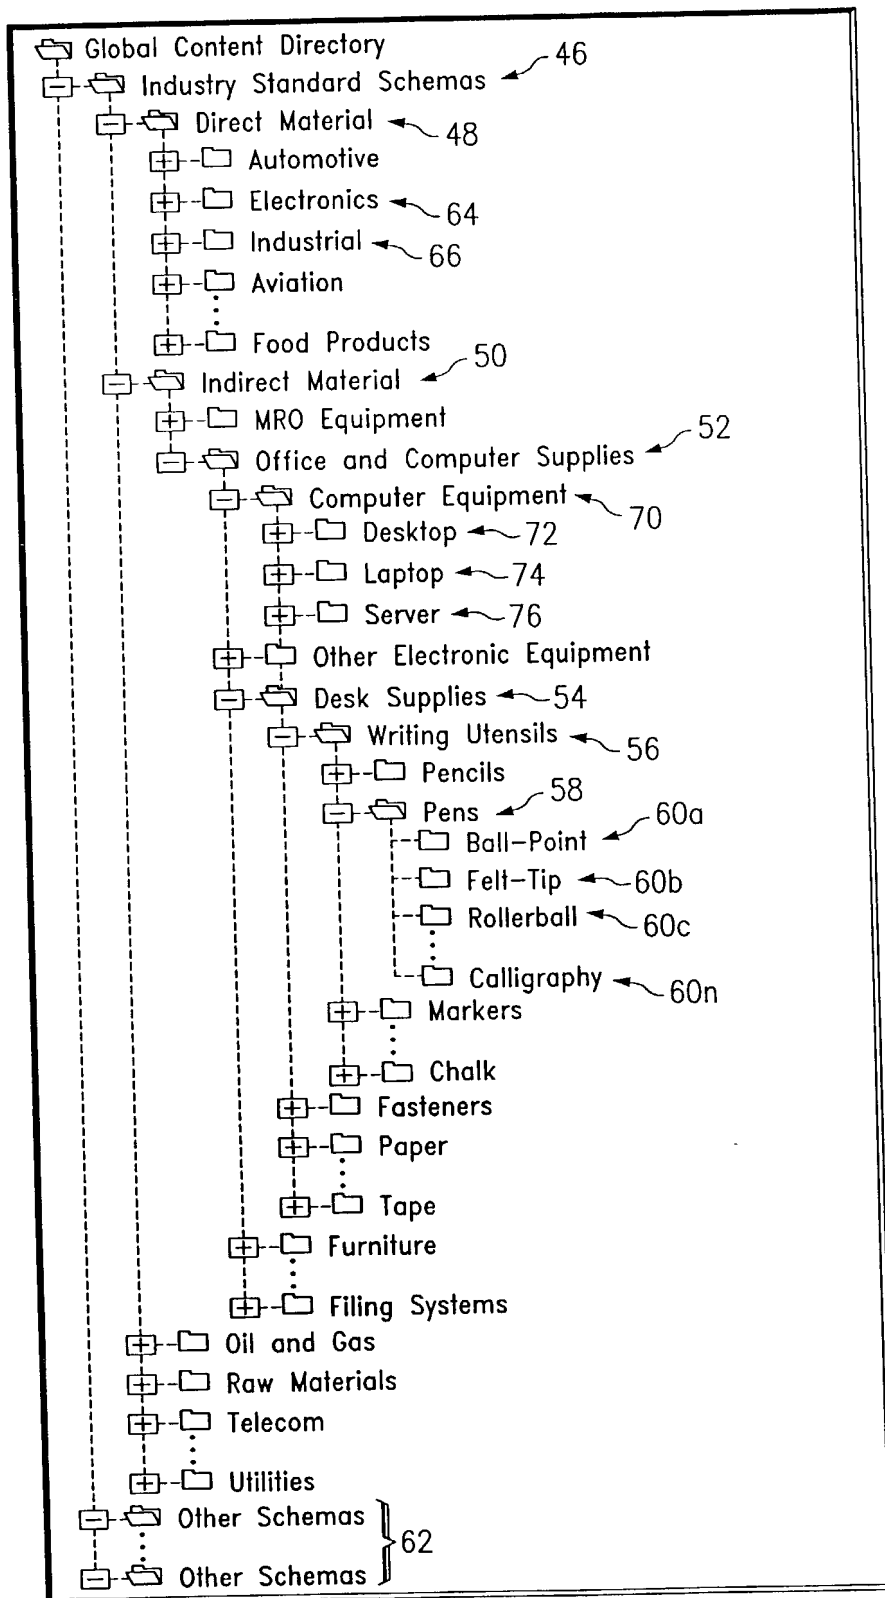 Global Content Directory
Industry Standard Schemas 46
Direct Material 48
Automotive
Electronics 64
Industrial 66
Aviation
Food Products
Indirect Material 50
MRO Equipment
Office and Computer Supplies 52
Computer Equipment 70
Desktop 72
Laptop 74
Server 76
Other Electronic Equipment
Desk Supplies 54
Writing Utensils 56
Pencils
Pens 58
Ball-Point 60a
Felt-Tip 60b
Rollerball 60c
Calligraphy 60n
Markers
Chalk
Fasteners
Paper
Tape
Furniture
Filing Systems
Oil and Gas
Raw Materials
Telecom
Utilities
Other Schemas
62
Other Schemas